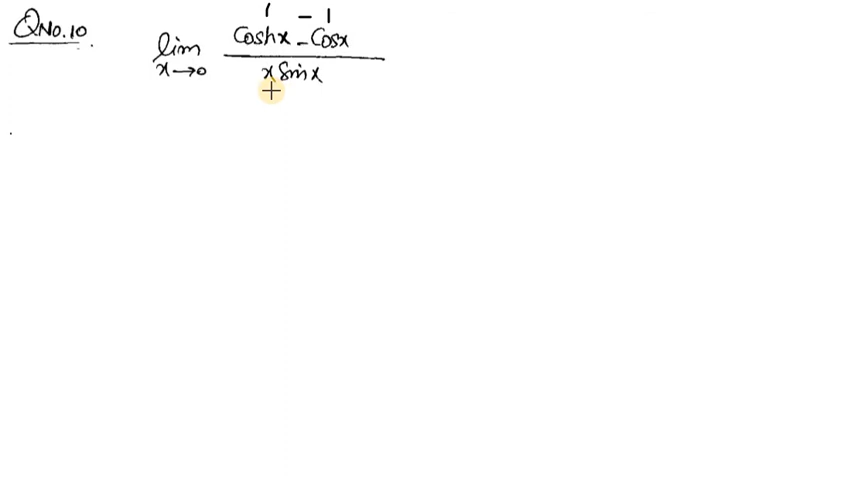 QNo.10.
1 - 1
lim x→0 Coshx - Cosx
x Sinx